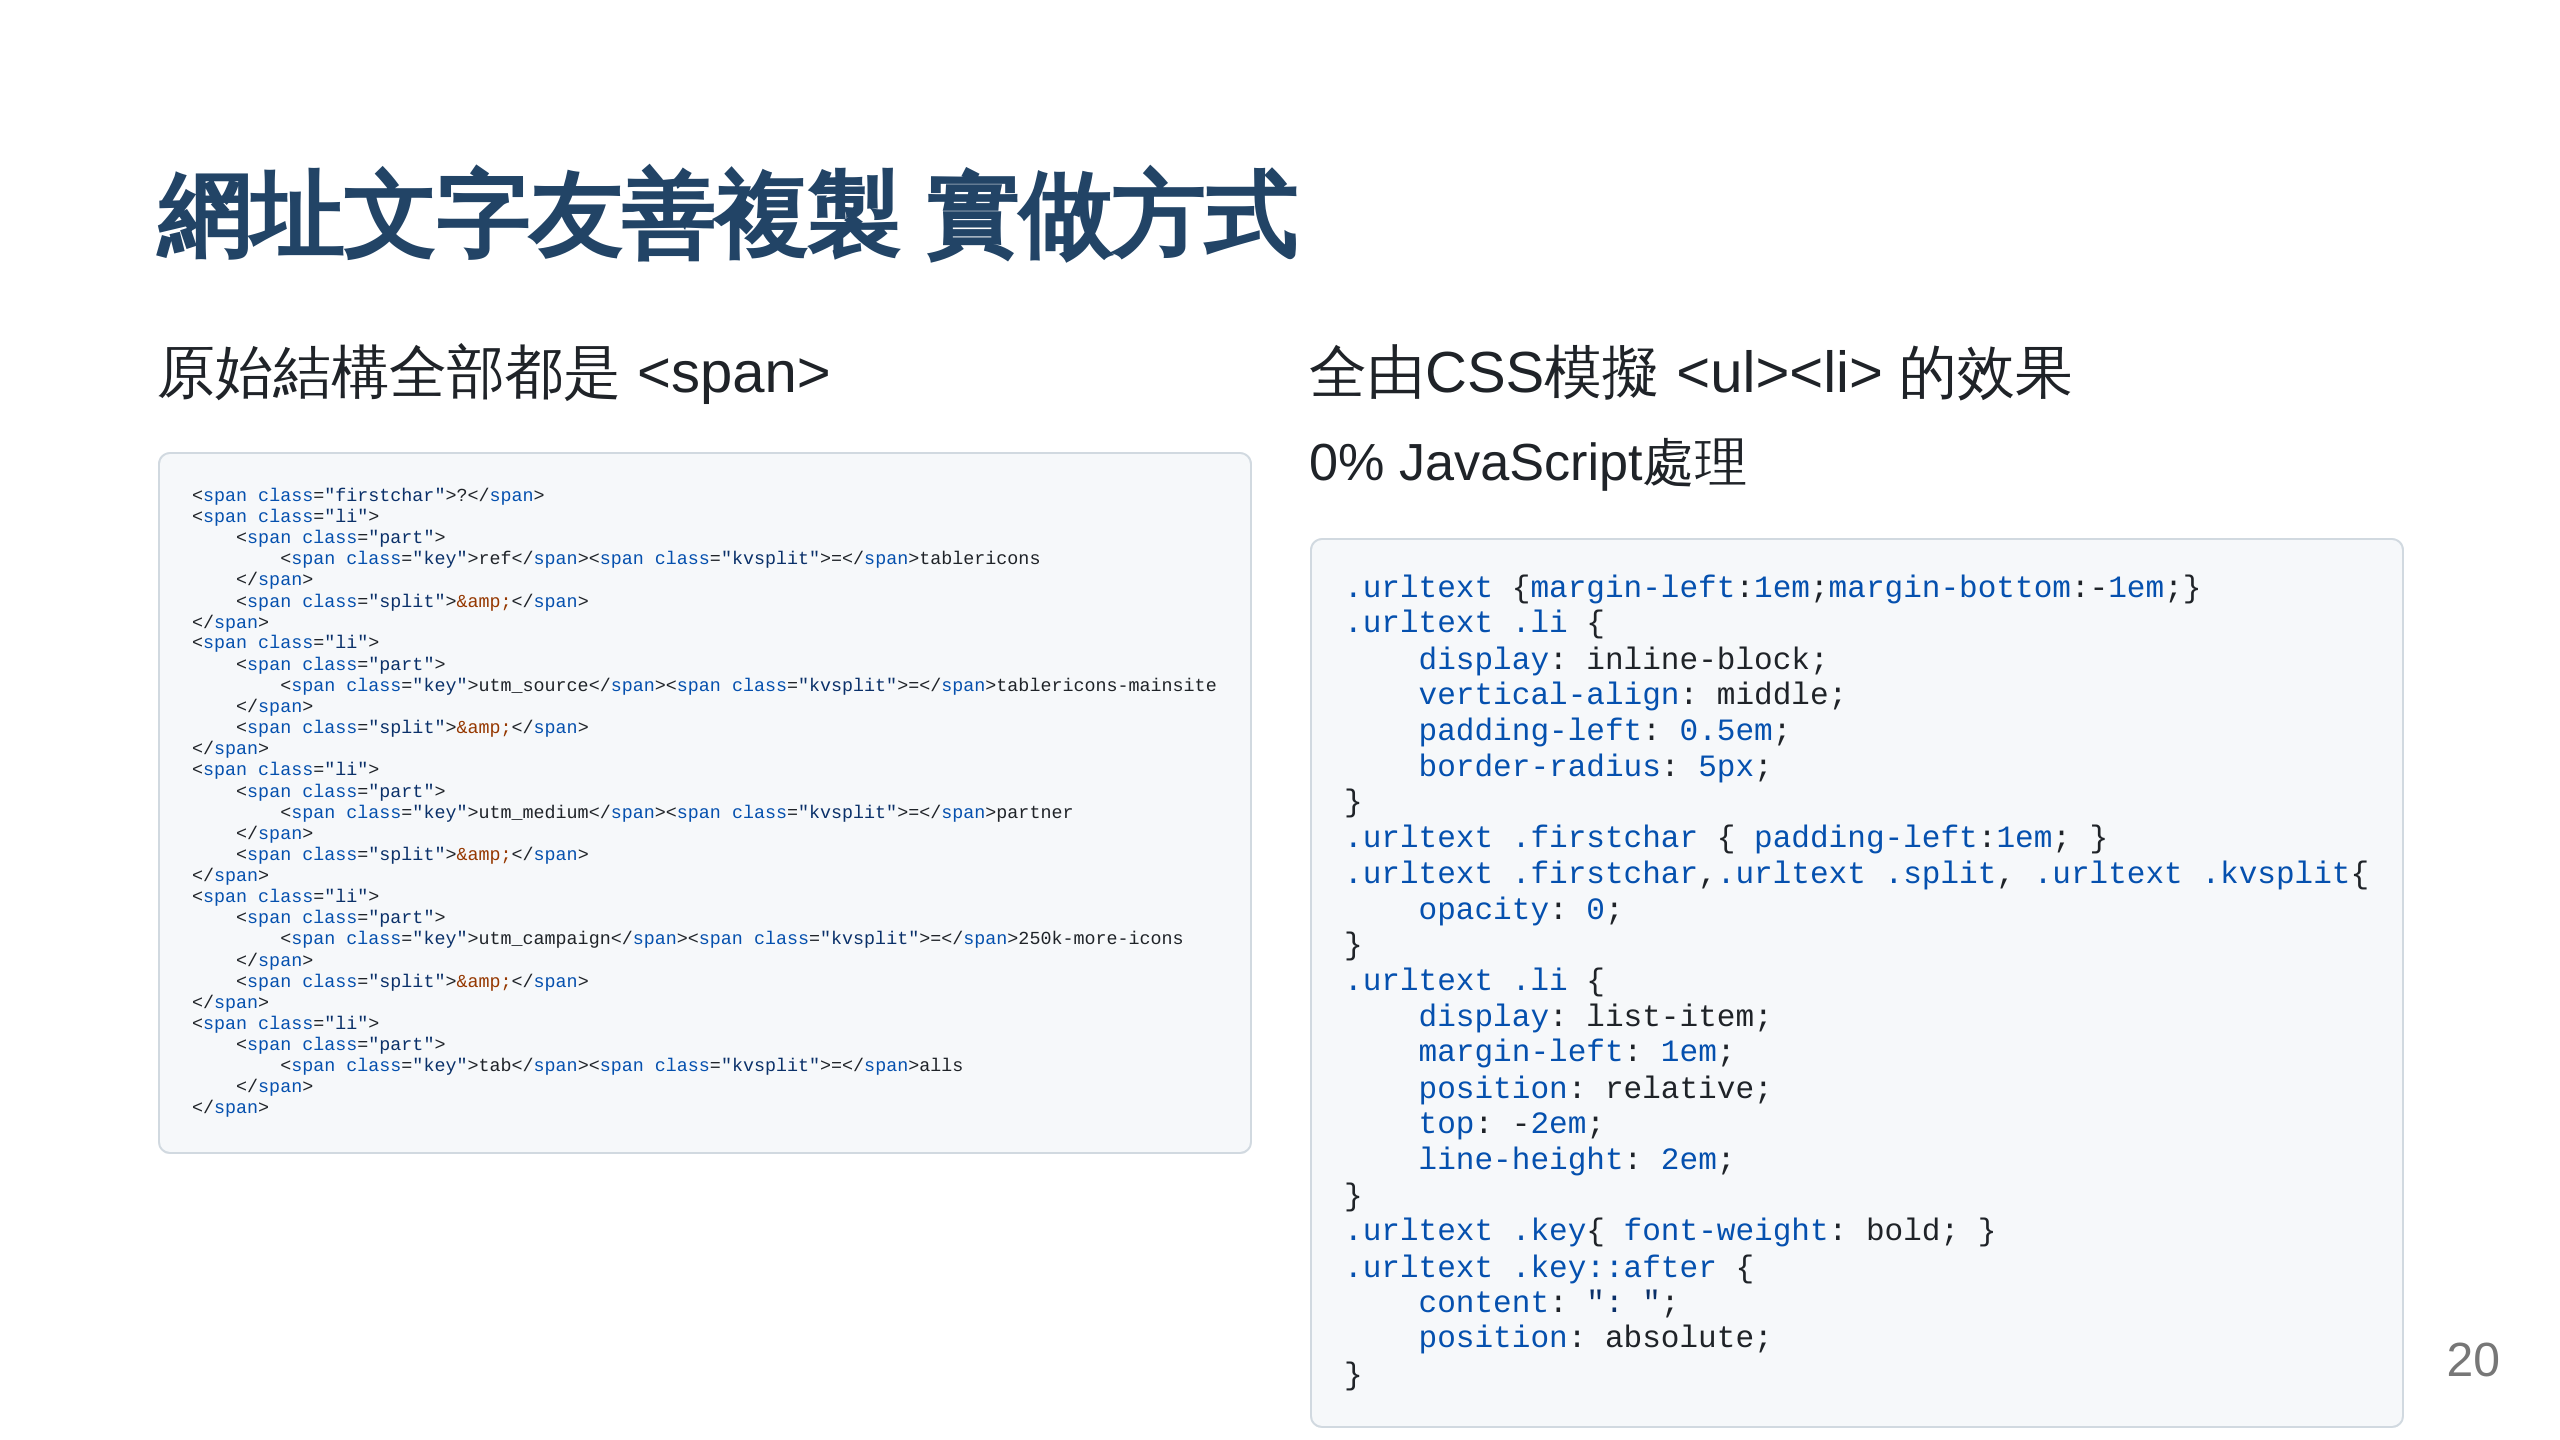 網址文字友善複製 實做方式
原始結構全部都是 <span>
<span class="firstchar">?</span>
<span class="li">
    <span class="part">
        <span class="key">ref</span><span class="kvsplit">=</span>tablericons
    </span>
    <span class="split">&amp;</span>
</span>
<span class="li">
    <span class="part">
        <span class="key">utm_source</span><span class="kvsplit">=</span>tablericons-mainsite
    </span>
    <span class="split">&amp;</span>
</span>
<span class="li">
    <span class="part">
        <span class="key">utm_medium</span><span class="kvsplit">=</span>partner
    </span>
    <span class="split">&amp;</span>
</span>
<span class="li">
    <span class="part">
        <span class="key">utm_campaign</span><span class="kvsplit">=</span>250k-more-icons
    </span>
    <span class="split">&amp;</span>
</span>
<span class="li">
    <span class="part">
        <span class="key">tab</span><span class="kvsplit">=</span>alls
    </span>
</span>
全由CSS模擬 <ul><li> 的效果
0% JavaScript處理
.urltext {margin-left:1em;margin-bottom:-1em;}
.urltext .li {
    display: inline-block;
    vertical-align: middle;
    padding-left: 0.5em;
    border-radius: 5px;
}
.urltext .firstchar { padding-left:1em; }
.urltext .firstchar,.urltext .split, .urltext .kvsplit{
    opacity: 0;
}
.urltext .li {
    display: list-item;
    margin-left: 1em;
    position: relative;
    top: -2em;
    line-height: 2em;
}
.urltext .key{ font-weight: bold; }
.urltext .key::after {
    content: ": ";
    position: absolute;
}
20